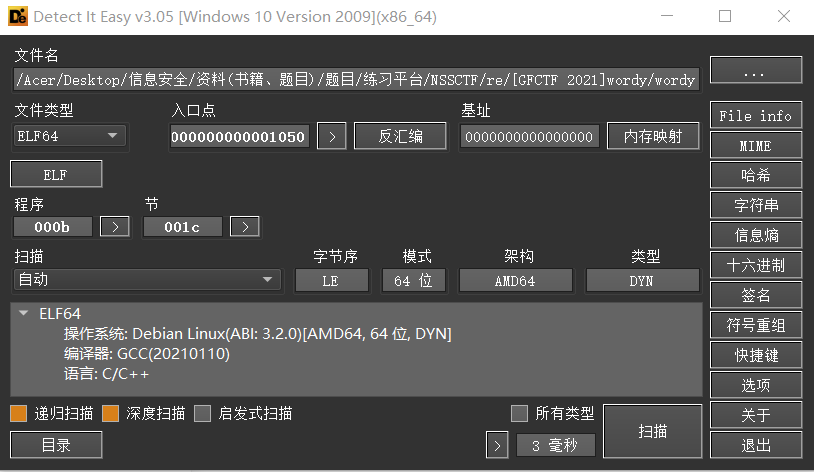 Detect It Easy v3.05 [Windows 10 Version 2009](x86_64)
文件名
/Acer/Desktop/信息安全/资料(书籍、题目)/题目/练习平台/NSSCTF/re/[GFCTF 2021]wordy/wordy
...
文件类型 入口点 基址
ELF64 000000000001050 > 反汇编 0000000000000000 内存映射
File info
MIME
ELF
哈希
程序 节
字符串
000b > 001c >
信息熵
扫描 字节序 模式 架构 类型
自动 LE 64 位 AMD64 DYN
十六进制
签名
ELF64
操作系统: Debian Linux(ABI: 3.2.0)[AMD64, 64 位, DYN]
符号重组
编译器: GCC(20210110)
快捷键
语言: C/C++
选项
递归扫描 深度扫描 启发式扫描 所有类型
关于
目录 > 3 毫秒 扫描
退出